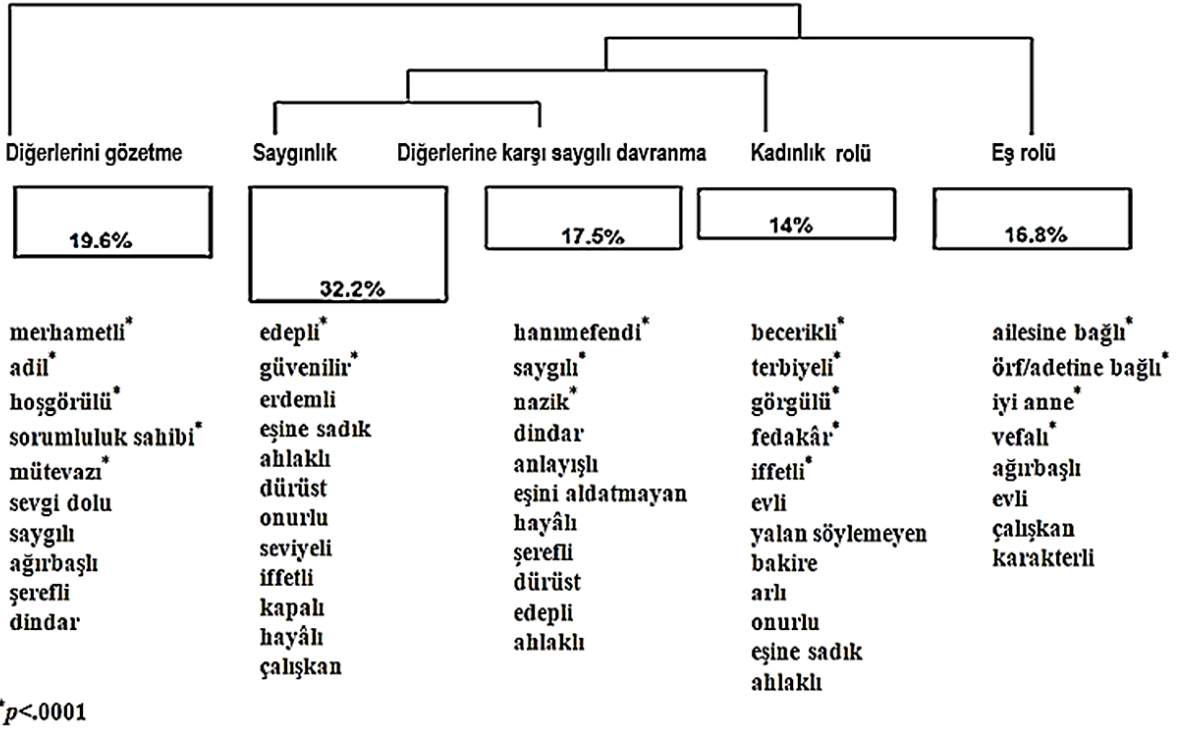 Diğerlerini gözetme
Saygınlık
Diğerlerine karşı saygılı davranma
Kadınlık rolü
Eş rolü
19.6%
32.2%
17.5%
14%
16.8%
merhametli*
adil*
hoşgörülü*
sorumluluk sahibi*
mütevazı*
sevgi dolu
saygılı
ağırbaşlı
şerefli
dindar
edepli*
güvenilir*
erdemli
eşine sadık
ahlaklı
dürüst
onurlu
seviyeli
iffetli
kapalı
hayâlı
çalışkan
hanımefendi*
saygılı*
nazik*
dindar
anlayışlı
eşini aldatmayan
hayâlı
şerefli
dürüst
edepli
ahlaklı
becerikli*
terbiyeli*
görgülü*
fedakâr*
iffetli*
evli
yalan söylemeyen
bakire
arlı
onurlu
eşine sadık
ahlaklı
ailesine bağlı*
örf/adetine bağlı*
iyi anne*
vefalı*
ağırbaşlı
evli
çalışkan
karakterli
*p<.0001